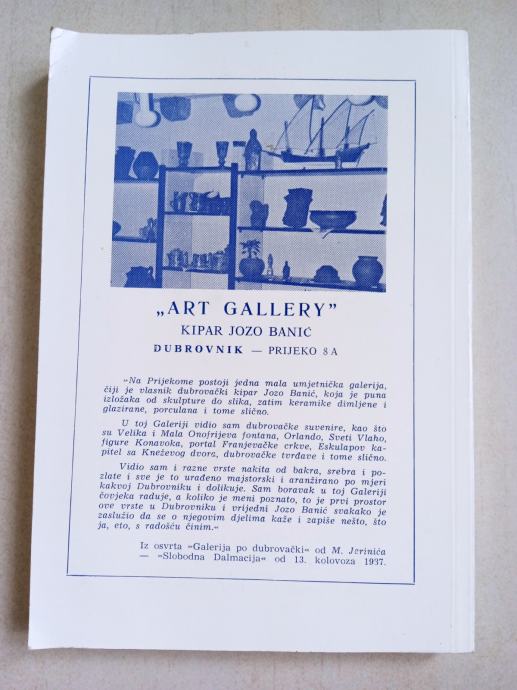 „ART GALLERY”
KIPAR JOZO BANIĆ
DUBROVNIK — PRIJEKO 8 A
»Na Prijekome postoji jedna mala umjetnička galerija,
čiji je vlasnik dubrovački kipar Jozo Banić, koja je puna
izložaka od skulpture do slika, zatim keramike dimljene i
glazirane, porculana i tome slično.
U toj Galeriji vidio sam dubrovačke suvenire, kao što
su Velika i Mala Onofrijeva fontana, Orlando, Sveti Vlaho,
figure Konavoka, portal Franjevačke crkve, Eskulapov ka-
pitel sa Kneževog dvora, dubrovačke tvrđave i tome slično.
Vidio sam i razne vrste nakita od bakra, srebra i po-
zlate i sve je to urađeno majstorski i aranžirano po mjeri
kakvoj Dubrovniku i dolikuje. Sam boravak u toj Galeriji
čovjeka raduje, a koliko je meni poznato, to je prvi prostor
ove vrste u Dubrovniku i vrijedni Jozo Banić svakako je
zaslužio da se o njegovim djelima kaže i zapiše nešto, što
ja, eto, s radošću činim.«
Iz osvrta »Galerija po dubrovački« od M. Jerinića
— »Slobodna Dalmacija« od 13. kolovoza 1937.